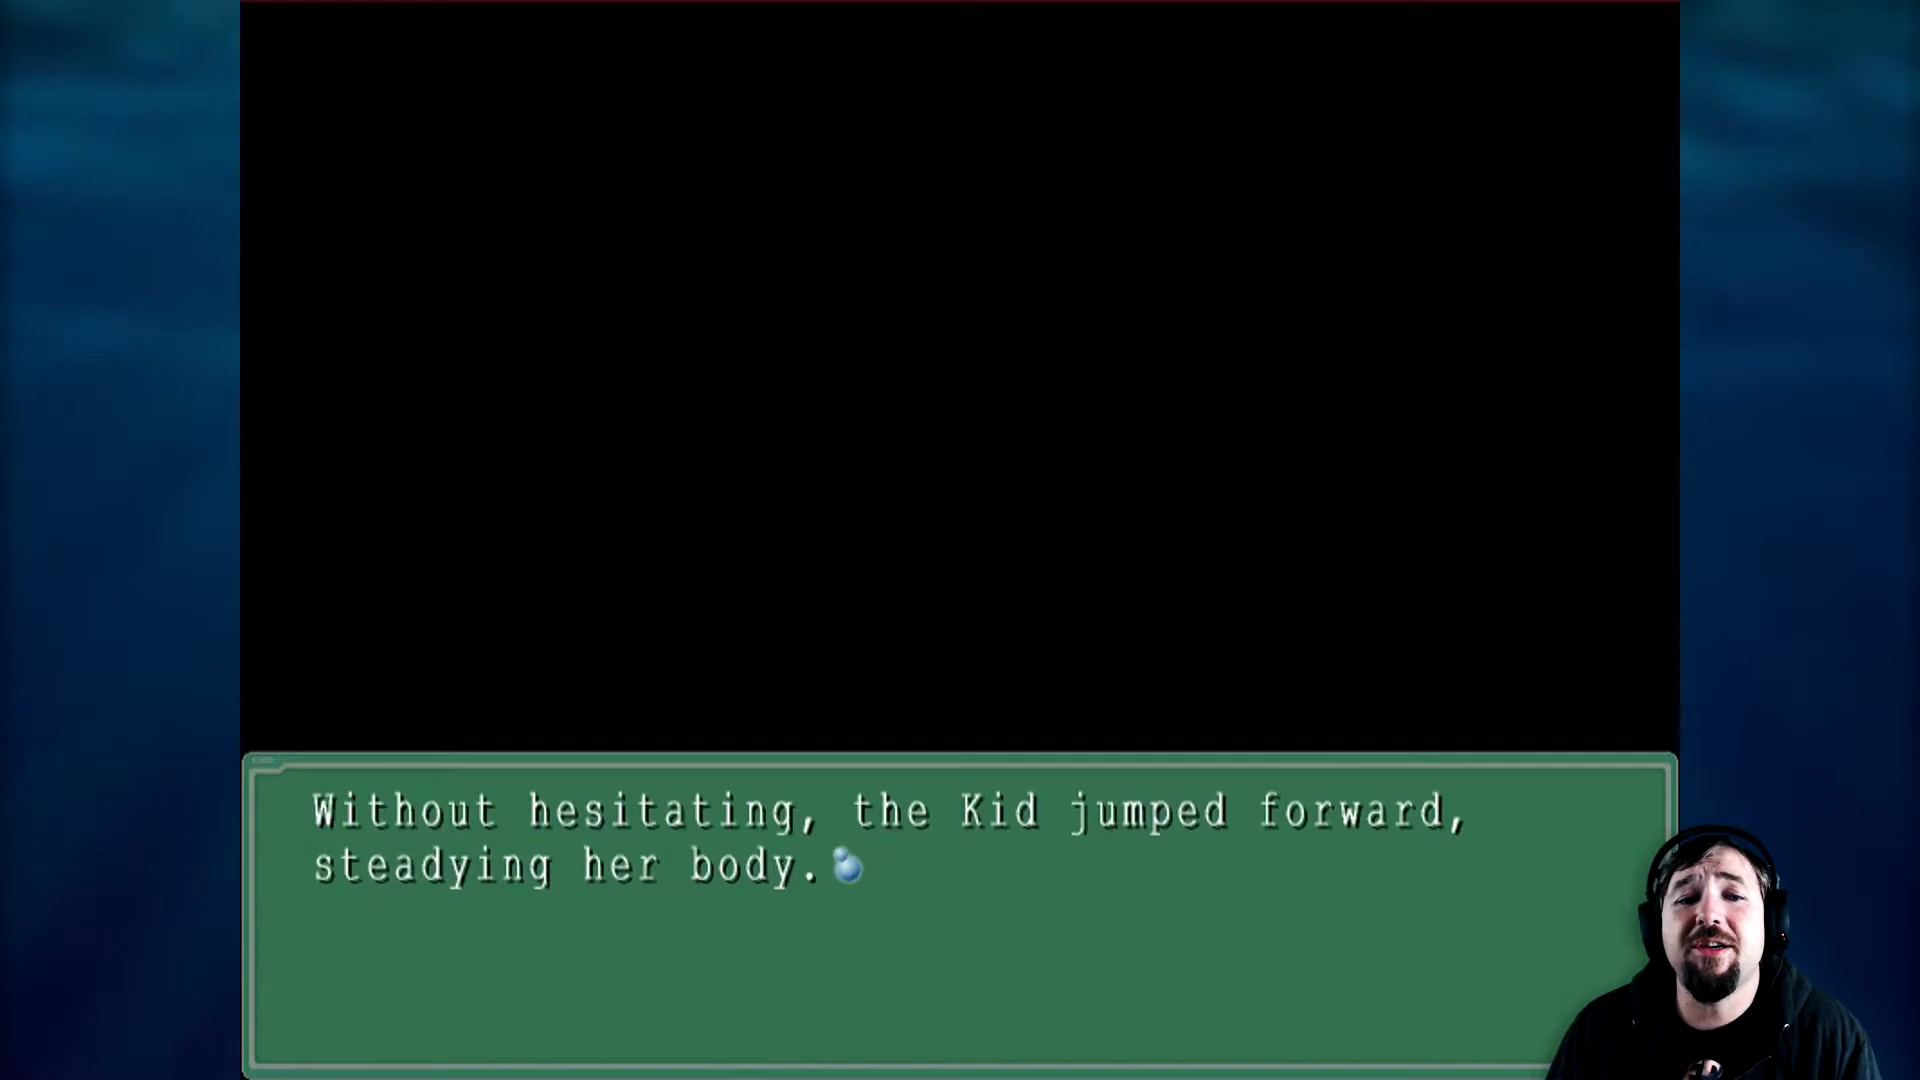 Without hesitating, the Kid jumped forward,
steadying her body.